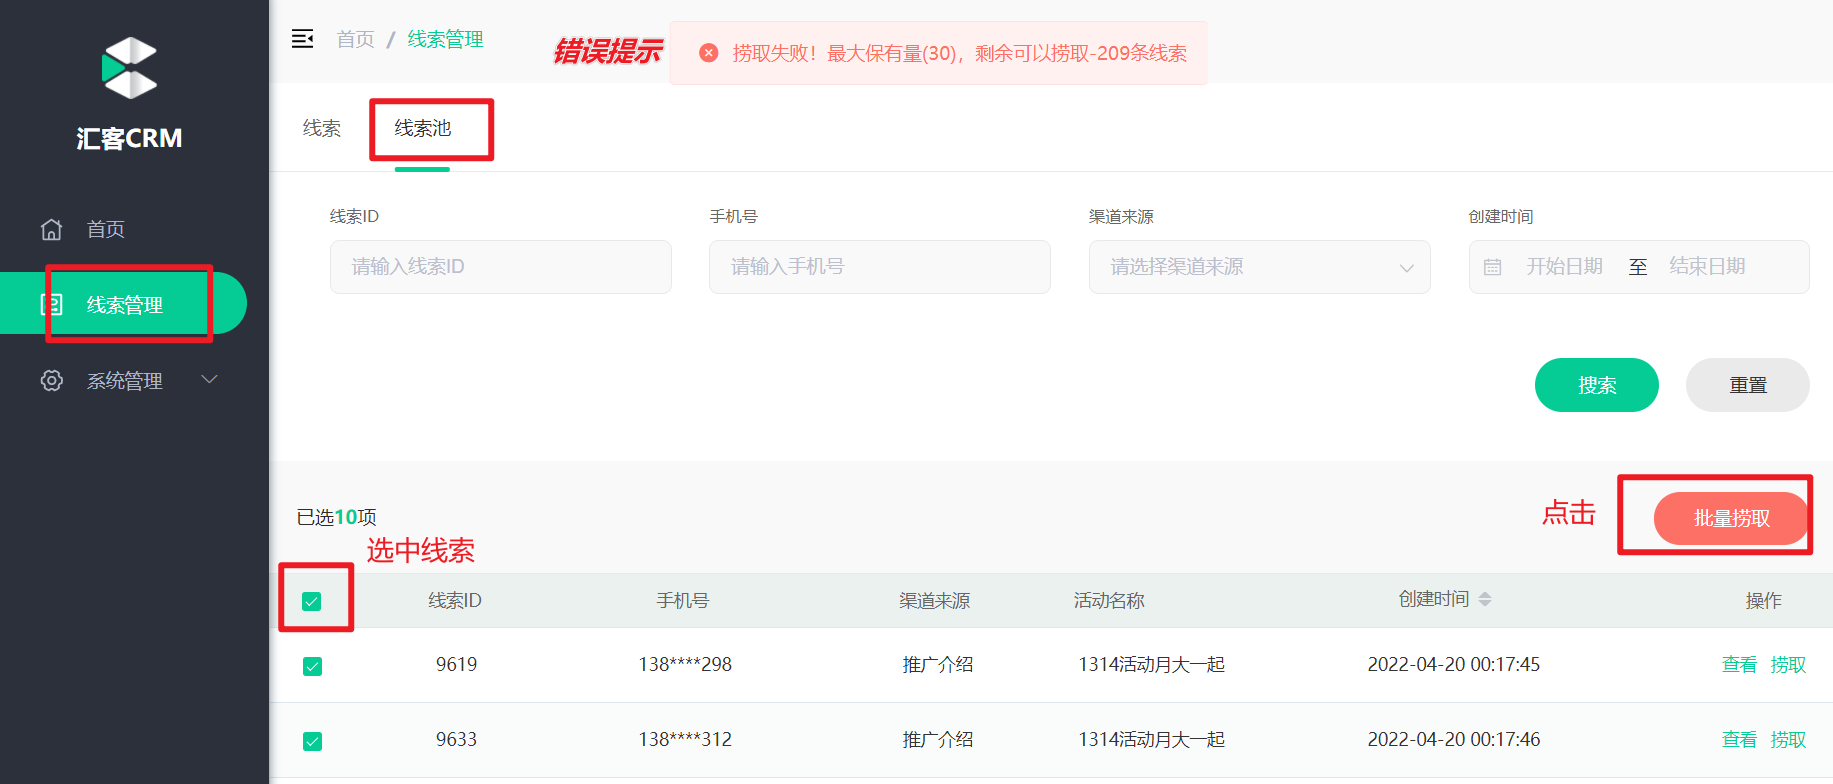 汇客CRM
首页
线索管理
系统管理
首页 / 线索管理
错误提示
捞取失败！最大保有量(30)，剩余可以捞取-209条线索
线索 线索池
线索ID 手机号 渠道来源 创建时间
请输入线索ID 请输入手机号 请选择渠道来源 开始日期 至 结束日期
搜索 重置
已选10项
选中线索
点击
批量捞取
线索ID 手机号 渠道来源 活动名称 创建时间 操作
9619 138****298 推广介绍 1314活动月大一起 2022-04-20 00:17:45 查看 捞取
9633 138****312 推广介绍 1314活动月大一起 2022-04-20 00:17:46 查看 捞取